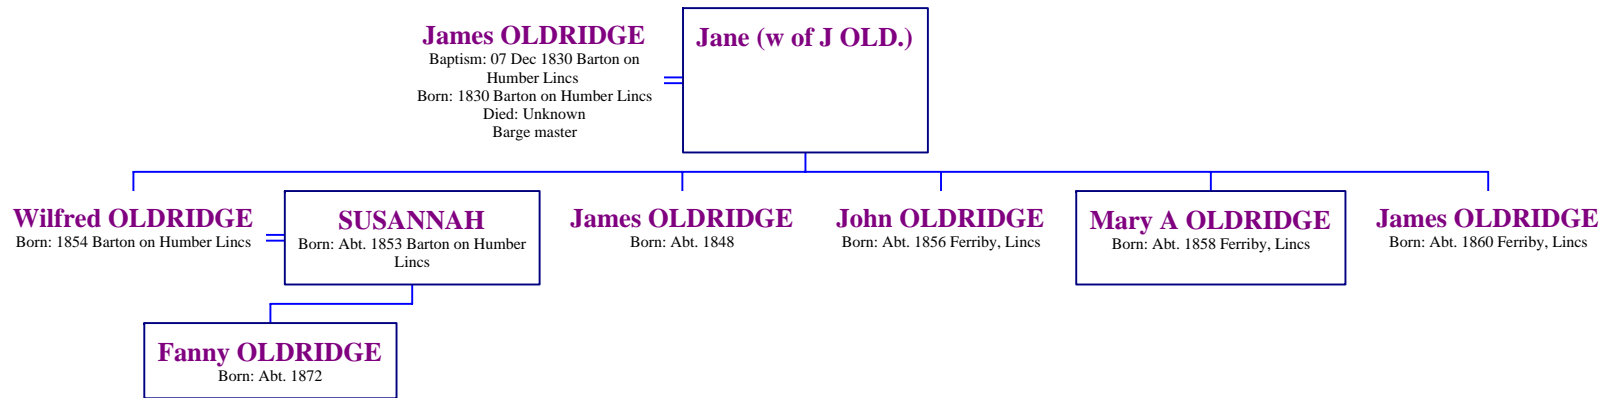 James OLDRIDGE
Baptism: 07 Dec 1830 Barton on
Humber Lincs
Born: 1830 Barton on Humber Lincs
Died: Unknown
Barge master
Jane (w of J OLD.)
Wilfred OLDRIDGE
Born: 1854 Barton on Humber Lincs
SUSANNAH
Born: Abt. 1853 Barton on Humber
Lincs
James OLDRIDGE
Born: Abt. 1848
John OLDRIDGE
Born: Abt. 1856 Ferriby, Lincs
Mary A OLDRIDGE
Born: Abt. 1858 Ferriby, Lincs
James OLDRIDGE
Born: Abt. 1860 Ferriby, Lincs
Fanny OLDRIDGE
Born: Abt. 1872